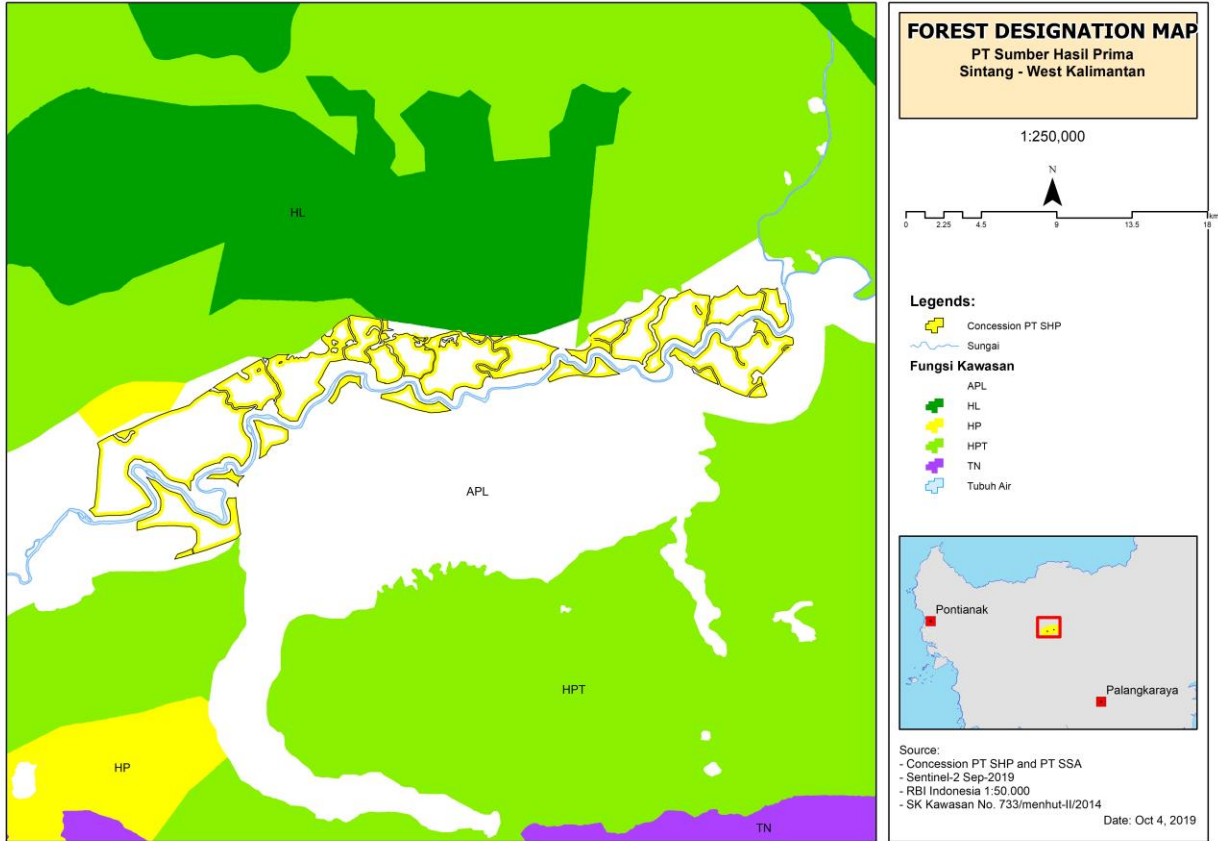 FOREST DESIGNATION MAP
PT Sumber Hasil Prima
Sintang - West Kalimantan
1:250,000
N
km
0 2.25 4.5 9 13.5 18
Legends:
Concession PT SHP
Sungai
Fungsi Kawasan
APL
HL
HP
HPT
TN
Tubuh Air
Pontianak
Palangkaraya
Source:
- Concession PT SHP and PT SSA
- Sentinel-2 Sep-2019
- RBI Indonesia 1:50.000
- SK Kawasan No. 733/menhut-II/2014
Date: Oct 4, 2019
HL
APL
HPT
HP
TN